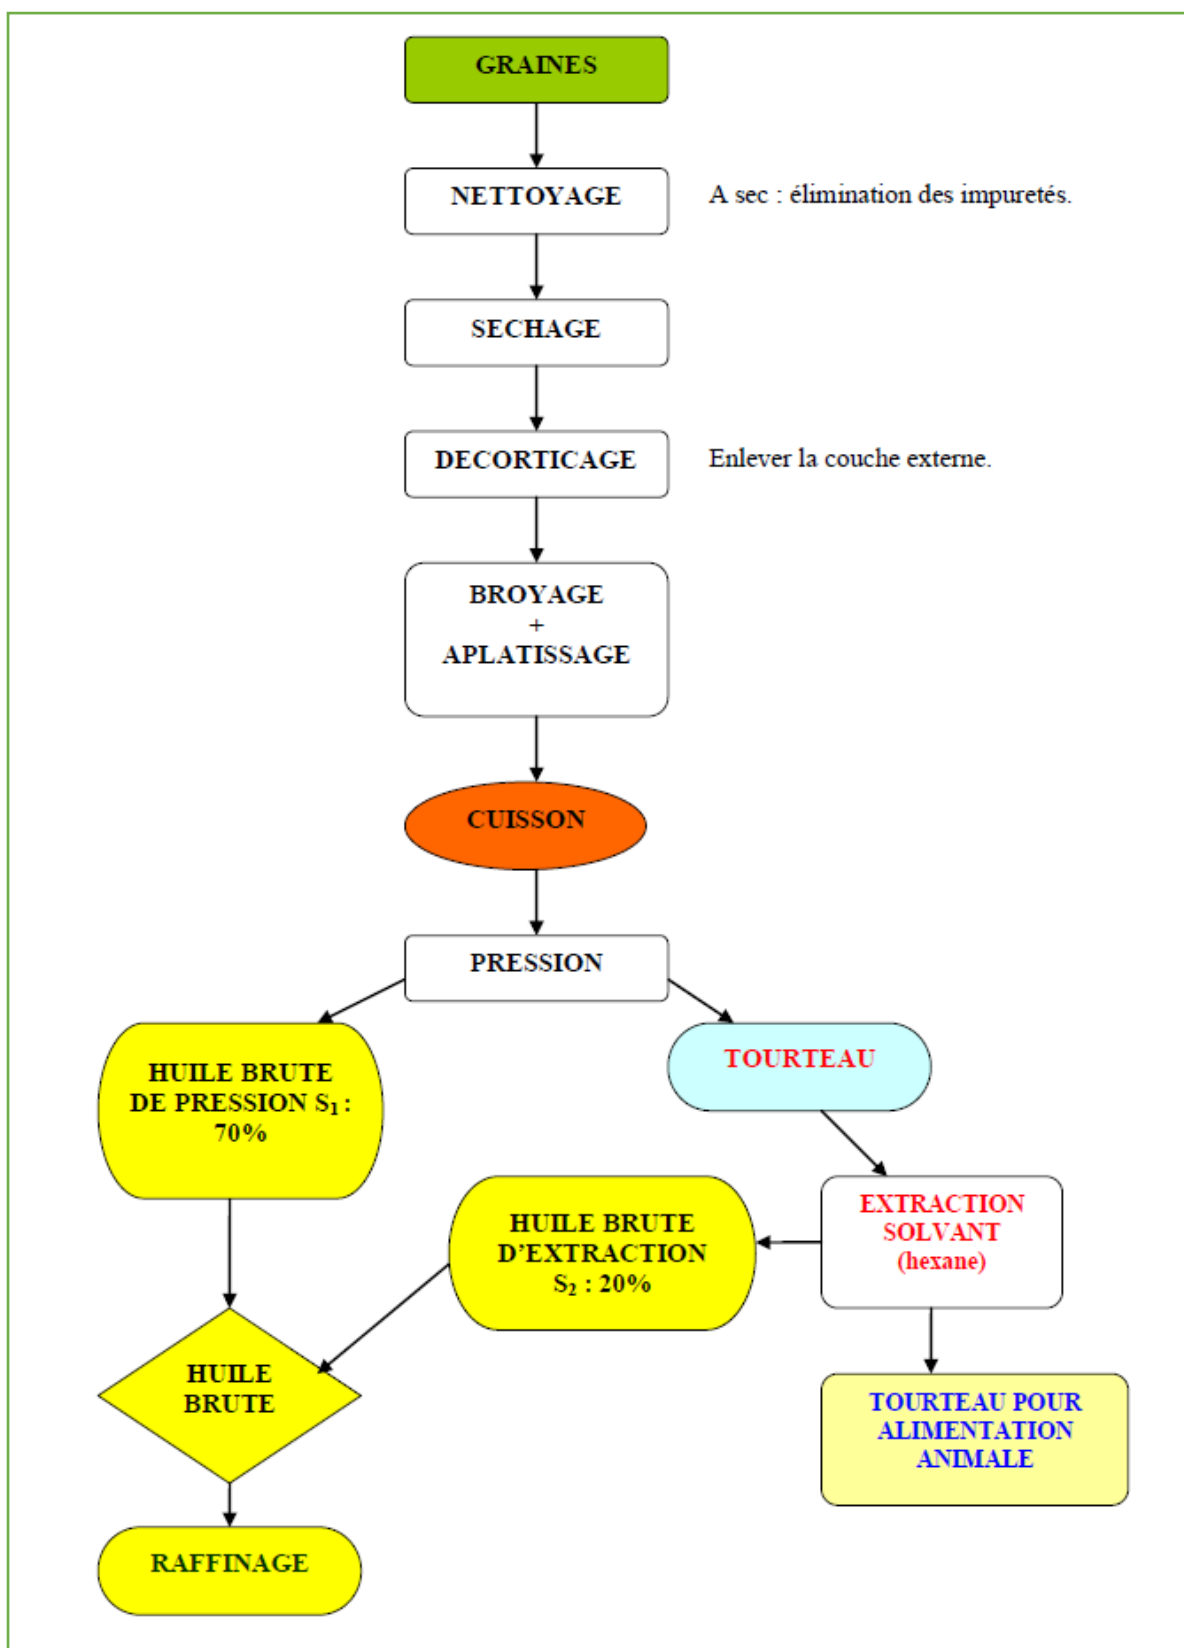 GRAINES
NETTOYAGE
A sec : élimination des impuretés.
SECHAGE
DECORTICAGE
Enlever la couche externe.
BROYAGE
+
APLATISSAGE
CUISSON
PRESSION
HUILE BRUTE
DE PRESSION S₁ :
70%
TOURTEAU
EXTRACTION
SOLVANT
(hexane)
HUILE BRUTE
D’EXTRACTION
S₂ : 20%
HUILE
BRUTE
TOURTEAU POUR
ALIMENTATION
ANIMALE
RAFFINAGE